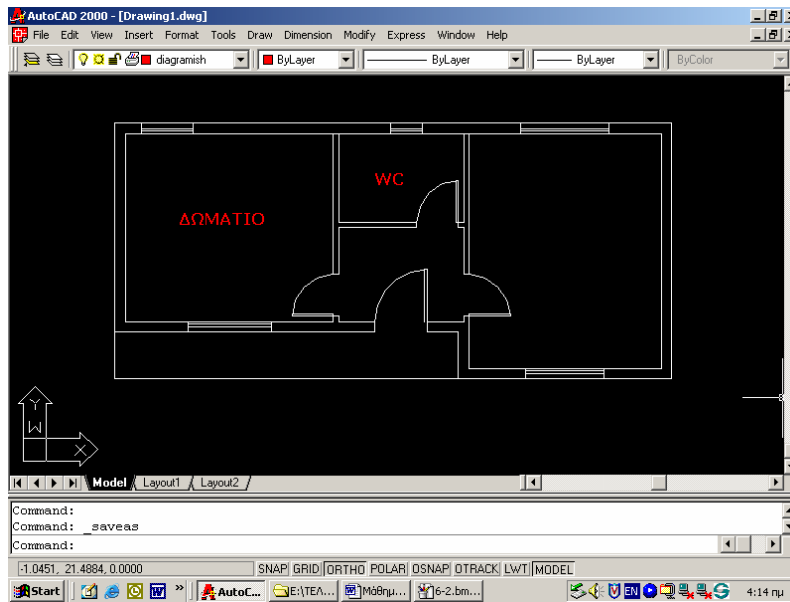 AutoCAD 2000 - [Drawing1.dwg]
File Edit View Insert Format Tools Draw Dimension Modify Express Window Help
diagramish ByLayer ByLayer ByLayer ByColor
WC
ΔΩΜΑΤΙΟ
Y
W
X
Model Layout1 Layout2
Command:
Command: _saveas
Command:
-1.0451, 21.4884, 0.0000 SNAP GRID ORTHO POLAR OSNAP OTRACK LWT MODEL
Start W » AutoC... E:\ΤΕΛ... Μάθημ... 6-2.bm... EN 4:14 πμ